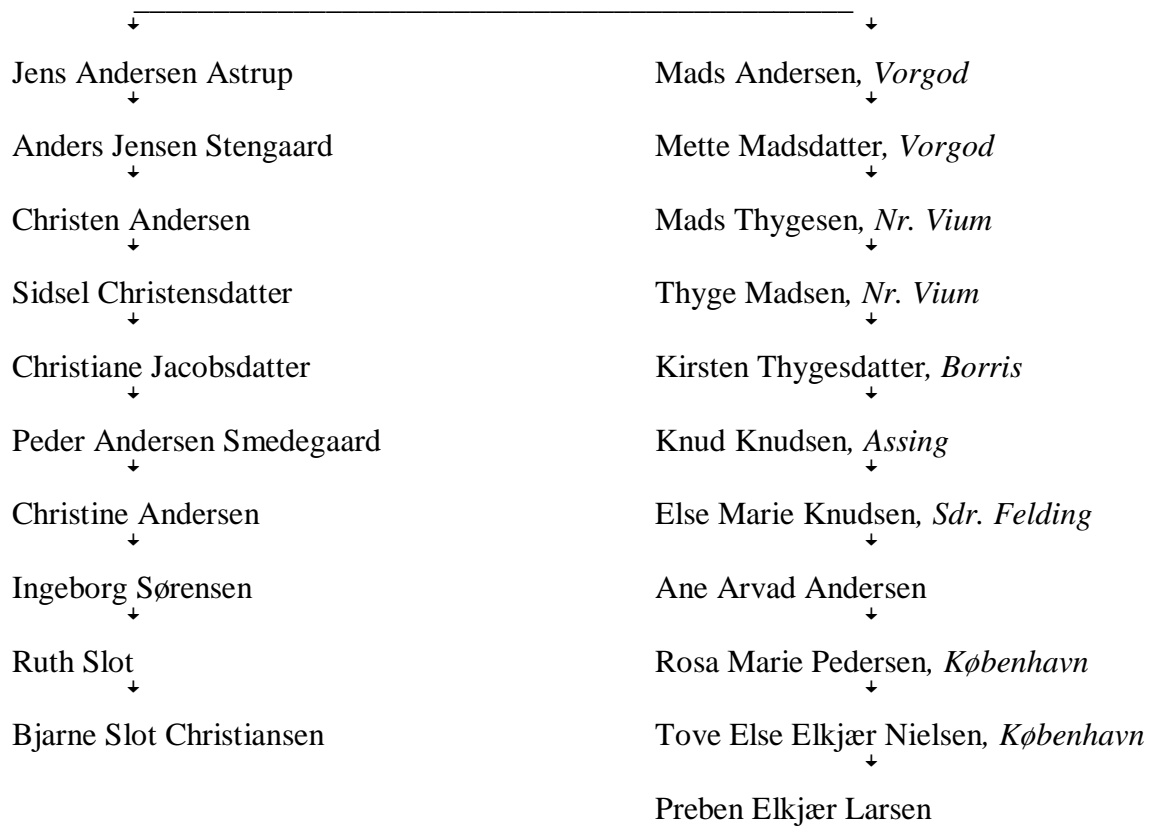 Jens Andersen Astrup
Mads Andersen, Vorgod
Anders Jensen Stengaard
Mette Madsdatter, Vorgod
Christen Andersen
Mads Thygesen, Nr. Vium
Sidsel Christensdatter
Thyge Madsen, Nr. Vium
Christiane Jacobsdatter
Kirsten Thygesdatter, Borris
Peder Andersen Smedegaard
Knud Knudsen, Assing
Christine Andersen
Else Marie Knudsen, Sdr. Felding
Ingeborg Sørensen
Ane Arvad Andersen
Ruth Slot
Rosa Marie Pedersen, København
Bjarne Slot Christiansen
Tove Else Elkjær Nielsen, København
Preben Elkjær Larsen